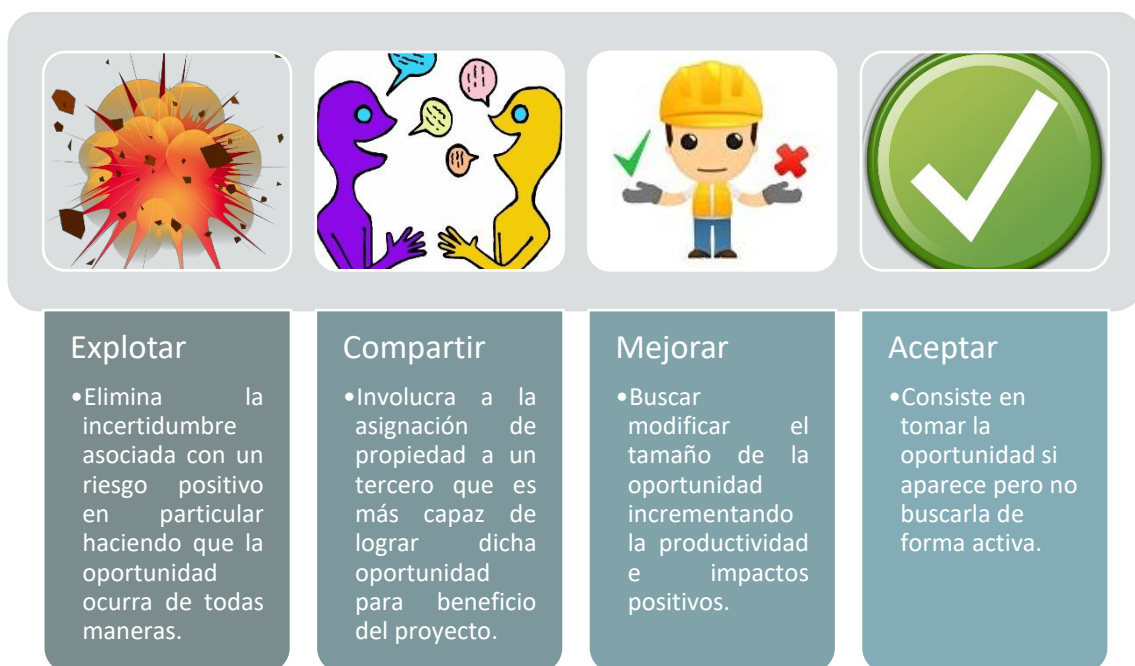 Explotar
•Elimina la
incertidumbre
asociada con un
riesgo positivo
en particular
haciendo que la
oportunidad
ocurra de todas
maneras.
Compartir
•Involucra a la
asignación de
propiedad a un
tercero que es
más capaz de
lograr dicha
oportunidad
para beneficio
del proyecto.
Mejorar
•Buscar
modificar el
tamaño de la
oportunidad
incrementando
la productividad
e impactos
positivos.
Aceptar
•Consiste en
tomar la
oportunidad si
aparece pero no
buscarla de
forma activa.